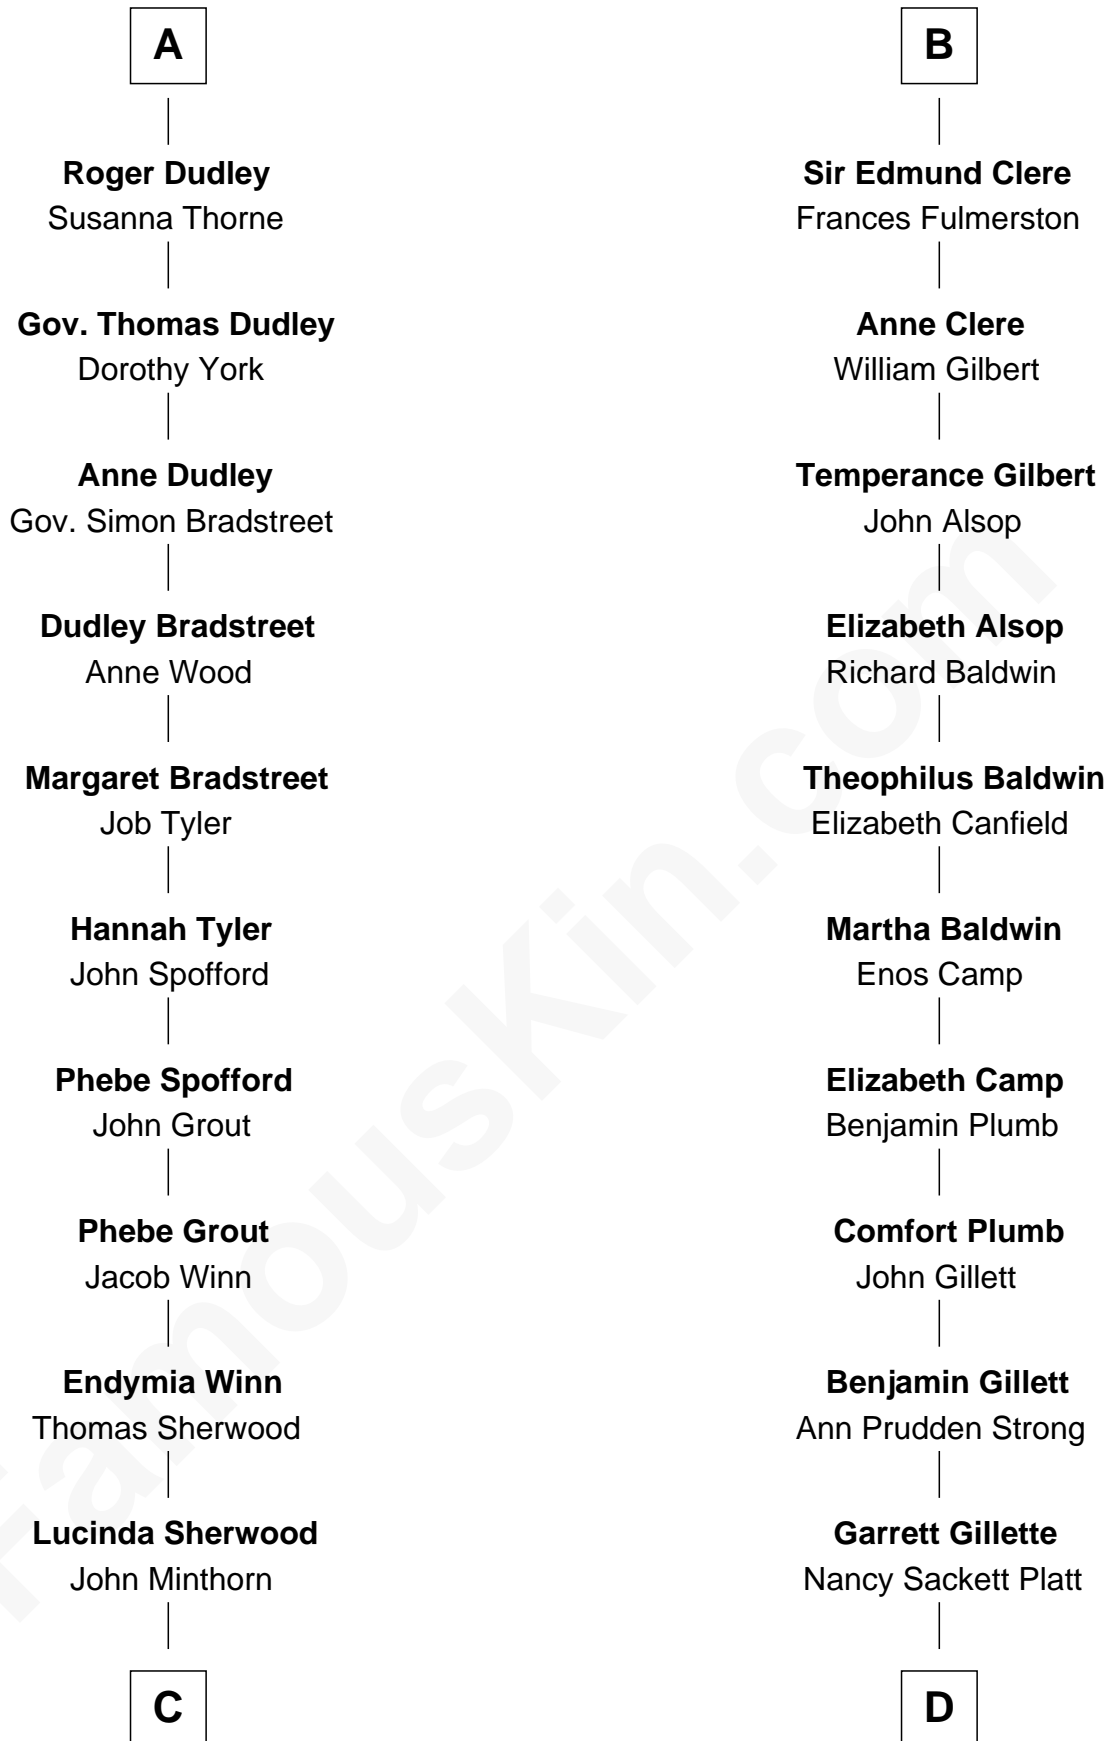 A
Roger Dudley
Susanna Thorne
Gov. Thomas Dudley
Dorothy York
Anne Dudley
Gov. Simon Bradstreet
Dudley Bradstreet
Anne Wood
Margaret Bradstreet
Job Tyler
Hannah Tyler
John Spofford
Phebe Spofford
John Grout
Phebe Grout
Jacob Winn
Endymia Winn
Thomas Sherwood
Lucinda Sherwood
John Minthorn
C
B
Sir Edmund Clere
Frances Fulmerston
Anne Clere
William Gilbert
Temperance Gilbert
John Alsop
Elizabeth Alsop
Richard Baldwin
Theophilus Baldwin
Elizabeth Canfield
Martha Baldwin
Enos Camp
Elizabeth Camp
Benjamin Plumb
Comfort Plumb
John Gillett
Benjamin Gillett
Ann Prudden Strong
Garrett Gillette
Nancy Sackett Platt
D
FamousKin.com